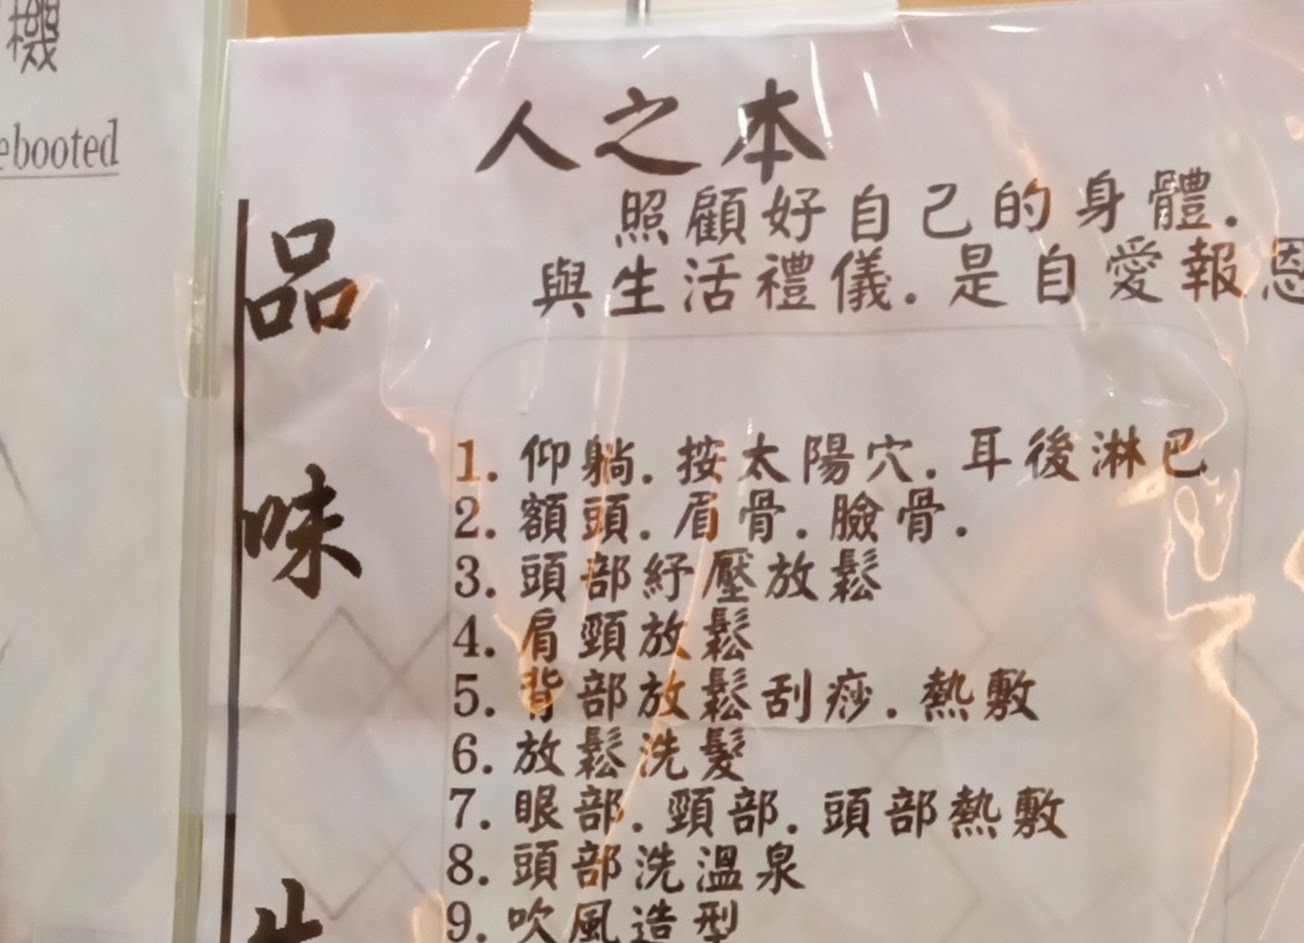 機
ebooted
人之本
照顧好自己的身體.
與生活禮儀.是自愛報恩
品味
1. 仰躺.按太陽穴.耳後淋巴
2. 額頭.眉骨.臉骨.
3. 頭部紓壓放鬆
4. 肩頸放鬆
5. 背部放鬆刮痧.熱敷
6. 放鬆洗髮
7. 眼部.頸部.頭部熱敷
8. 頭部洗溫泉
9. 吹風造型